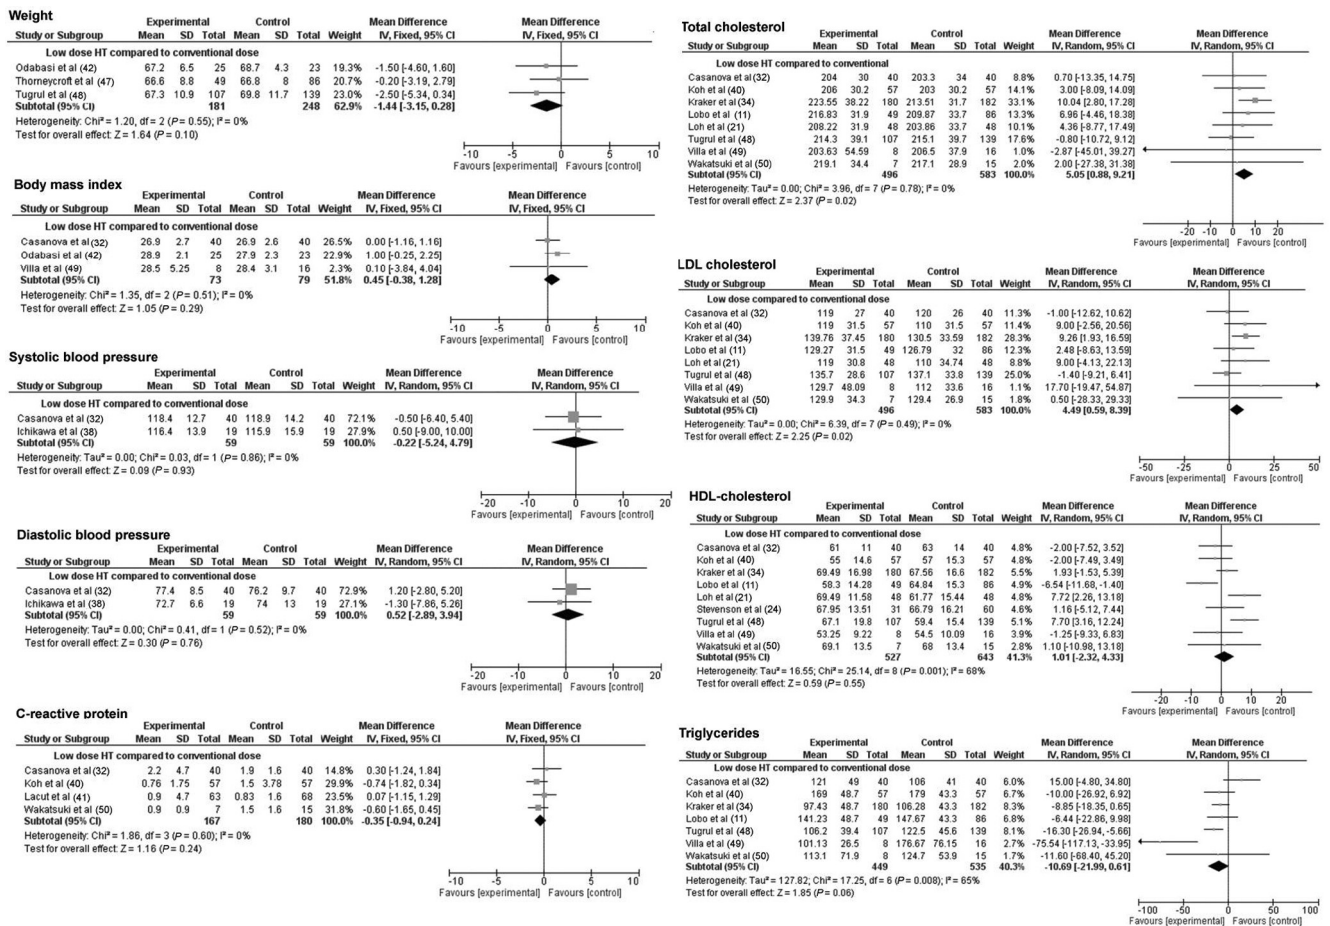 Weight
Experimental Control Mean Difference Mean Difference
Study or Subgroup Mean SD Total Mean SD Total Weight IV, Fixed, 95% CI IV, Fixed, 95% CI
Low dose HT compared to conventional dose
Odabasi et al (42) 67.2 6.5 25 68.7 4.3 23 19.3% -1.50 [-4.60, 1.60]
Thorneycroft et al (47) 66.6 8.8 49 66.8 8 86 20.7% -0.20 [-3.19, 2.79]
Tugrul et al (48) 67.3 10.9 107 69.8 11.7 139 23.0% -2.50 [-5.34, 0.34]
Subtotal (95% CI) 181 248 62.9% -1.44 [-3.15, 0.28]
Heterogeneity: Chi² = 1.20, df = 2 (P = 0.55); I² = 0%
Test for overall effect: Z = 1.64 (P = 0.10)
-10 -5 0 5 10
Favours [experimental] Favours [control]
Body mass index
Experimental Control Mean Difference Mean Difference
Study or Subgroup Mean SD Total Mean SD Total Weight IV, Fixed, 95% CI IV, Fixed, 95% CI
Low dose HT compared to conventional dose
Casanova et al (32) 26.9 2.7 40 26.9 2.6 40 26.5% 0.00 [-1.16, 1.16]
Odabasi et al (42) 28.9 2.1 25 27.9 2.3 23 22.9% 1.00 [-0.25, 2.25]
Villa et al (49) 28.5 5.25 8 28.4 3.1 16 2.3% 0.10 [-3.84, 4.04]
Subtotal (95% CI) 73 79 51.8% 0.45 [-0.38, 1.28]
Heterogeneity: Chi² = 1.35, df = 2 (P = 0.51); I² = 0%
Test for overall effect: Z = 1.05 (P = 0.29)
-10 -5 0 5 10
Favours [experimental] Favours [control]
Systolic blood pressure
Experimental Control Mean Difference Mean Difference
Study or Subgroup Mean SD Total Mean SD Total Weight IV, Random, 95% CI IV, Random, 95% CI
Low dose HT compared to conventional dose
Casanova et al (32) 118.4 12.7 40 118.9 14.2 40 72.1% -0.50 [-6.40, 5.40]
Ichikawa et al (38) 116.4 13.9 19 115.9 15.9 19 27.9% 0.50 [-9.00, 10.00]
Subtotal (95% CI) 59 59 100.0% -0.22 [-5.24, 4.79]
Heterogeneity: Tau² = 0.00; Chi² = 0.03, df = 1 (P = 0.86); I² = 0%
Test for overall effect: Z = 0.09 (P = 0.93)
-20 -10 0 10 20
Favours [experimental] Favours [control]
Diastolic blood pressure
Experimental Control Mean Difference Mean Difference
Study or Subgroup Mean SD Total Mean SD Total Weight IV, Random, 95% CI IV, Random, 95% CI
Low dose HT compared to conventional dose
Casanova et al (32) 77.4 8.5 40 76.2 9.7 40 72.9% 1.20 [-2.80, 5.20]
Ichikawa et al (38) 72.7 6.6 19 74 13 19 27.1% -1.30 [-7.86, 5.26]
Subtotal (95% CI) 59 59 100.0% 0.52 [-2.89, 3.94]
Heterogeneity: Tau² = 0.00; Chi² = 0.41, df = 1 (P = 0.52); I² = 0%
Test for overall effect: Z = 0.30 (P = 0.76)
-20 -10 0 10 20
Favours [experimental] Favours [control]
C-reactive protein
Experimental Control Mean Difference Mean Difference
Study or Subgroup Mean SD Total Mean SD Total Weight IV, Fixed, 95% CI IV, Fixed, 95% CI
Low dose HT compared to conventional dose
Casanova et al (32) 2.2 4.7 40 1.9 1.6 40 14.8% 0.30 [-1.24, 1.84]
Koh et al (40) 0.76 1.75 57 1.5 3.78 57 29.9% -0.74 [-1.82, 0.34]
Lacut et al (41) 0.9 4.7 63 0.83 1.6 68 23.5% 0.07 [-1.15, 1.29]
Wakatsuki et al (50) 0.9 0.9 7 1.5 1.6 15 31.8% -0.60 [-1.65, 0.45]
Subtotal (95% CI) 167 180 100.0% -0.35 [-0.94, 0.24]
Heterogeneity: Chi² = 1.86, df = 3 (P = 0.60); I² = 0%
Test for overall effect: Z = 1.16 (P = 0.24)
-10 -5 0 5 10
Favours [experimental] Favours [control]
Total cholesterol
Experimental Control Mean Difference Mean Difference
Study or Subgroup Mean SD Total Mean SD Total Weight IV, Random, 95% CI IV, Random, 95% CI
Low dose HT compared to conventional
Casanova et al (32) 204 30 40 203.3 34 40 8.8% 0.70 [-13.35, 14.75]
Koh et al (40) 206 30.2 57 203 30.2 57 14.1% 3.00 [-8.09, 14.09]
Kraker et al (34) 223.55 38.22 180 213.51 31.7 182 33.1% 10.04 [2.80, 17.28]
Lobo et al (11) 216.83 31.9 49 209.87 33.7 86 13.3% 6.96 [-4.46, 18.38]
Loh et al (21) 208.22 31.9 48 203.86 33.7 48 10.1% 4.36 [-8.77, 17.49]
Tugrul et al (48) 214.3 39.1 107 215.1 39.7 139 17.6% -0.80 [-10.72, 9.12]
Villa et al (49) 203.63 54.59 8 206.5 37.9 16 1.0% -2.87 [-45.01, 39.27]
Wakatsuki et al (50) 219.1 34.4 7 217.1 28.9 15 2.0% 2.00 [-27.38, 31.38]
Subtotal (95% CI) 496 583 100.0% 5.05 [0.88, 9.21]
Heterogeneity: Tau² = 0.00; Chi² = 3.96, df = 7 (P = 0.78); I² = 0%
Test for overall effect: Z = 2.37 (P = 0.02)
-20 -10 0 10 20
Favours [experimental] Favours [control]
LDL cholesterol
Experimental Control Mean Difference Mean Difference
Study or Subgroup Mean SD Total Mean SD Total Weight IV, Random, 95% CI IV, Random, 95% CI
Low dose compared to conventional dose
Casanova et al (32) 119 27 40 120 26 40 11.3% -1.00 [-12.62, 10.62]
Koh et al (40) 119 31.5 57 110 31.5 57 11.4% 9.00 [-2.56, 20.56]
Kraker et al (34) 139.76 37.45 180 130.5 33.59 182 28.3% 9.26 [1.93, 16.59]
Lobo et al (11) 129.27 31.5 49 126.79 32 86 12.3% 2.48 [-8.63, 13.59]
Loh et al (21) 119 30.8 48 110 34.74 48 8.8% 9.00 [-4.13, 22.13]
Tugrul et al (48) 135.7 28.6 107 137.1 33.8 139 24.9% -1.40 [-9.21, 6.41]
Villa et al (49) 129.7 48.09 8 112 33.6 16 1.1% 17.70 [-19.47, 54.87]
Wakatsuki et al (50) 129.9 34.3 7 129.4 26.9 15 1.8% 0.50 [-28.33, 29.33]
Subtotal (95% CI) 496 583 100.0% 4.49 [0.59, 8.39]
Heterogeneity: Tau² = 0.00; Chi² = 6.39, df = 7 (P = 0.49); I² = 0%
Test for overall effect: Z = 2.25 (P = 0.02)
-50 -25 0 25 50
Favours [experimental] Favours [control]
HDL-cholesterol
Experimental Control Mean Difference Mean Difference
Study or Subgroup Mean SD Total Mean SD Total Weight IV, Random, 95% CI IV, Random, 95% CI
Low dose HT compared to conventional dose
Casanova et al (32) 61 11 40 63 14 40 4.8% -2.00 [-7.52, 3.52]
Koh et al (40) 55 14.6 57 57 15.3 57 4.8% -2.00 [-7.49, 3.49]
Kraker et al (34) 69.49 16.98 180 67.56 16.6 182 5.5% 1.93 [-1.53, 5.39]
Lobo et al (11) 58.3 14.28 49 64.84 15.3 86 4.9% -6.54 [-11.68, -1.40]
Loh et al (21) 69.49 11.58 48 61.77 15.44 48 4.8% 7.72 [2.26, 13.18]
Stevenson et al (24) 67.95 13.51 31 66.79 16.21 60 4.5% 1.16 [-5.12, 7.44]
Tugrul et al (48) 67.1 19.8 107 59.4 15.4 139 5.2% 7.70 [3.16, 12.24]
Villa et al (49) 53.25 9.22 8 54.5 10.09 16 3.9% -1.25 [-9.33, 6.83]
Wakatsuki et al (50) 69.1 13.5 7 68 13.4 15 2.8% 1.10 [-10.98, 13.18]
Subtotal (95% CI) 527 643 41.3% 1.01 [-2.32, 4.33]
Heterogeneity: Tau² = 16.55; Chi² = 25.14, df = 8 (P = 0.001); I² = 68%
Test for overall effect: Z = 0.59 (P = 0.55)
-20 -10 0 10 20
Favours [experimental] Favours [control]
Triglycerides
Experimental Control Mean Difference Mean Difference
Study or Subgroup Mean SD Total Mean SD Total Weight IV, Random, 95% CI IV, Random, 95% CI
Low dose HT compared to conventional dose
Casanova et al (32) 121 49 40 106 41 40 6.0% 15.00 [-4.80, 34.80]
Koh et al (40) 169 48.7 57 179 43.3 57 6.7% -10.00 [-26.92, 6.92]
Kraker et al (34) 97.43 48.7 180 106.28 43.3 182 8.5% -8.85 [-18.35, 0.65]
Lobo et al (11) 141.23 48.7 49 147.67 43.3 86 6.8% -6.44 [-22.86, 9.98]
Tugrul et al (48) 106.2 39.4 107 122.5 45.6 139 8.1% -16.30 [-26.94, -5.66]
Villa et al (49) 101.13 26.5 8 176.67 76.15 16 2.7% -75.54 [-117.13, -33.95]
Wakatsuki et al (50) 113.1 71.9 8 124.7 53.9 15 1.7% -11.60 [-68.40, 45.20]
Subtotal (95% CI) 449 535 40.3% -10.69 [-21.99, 0.61]
Heterogeneity: Tau² = 127.82; Chi² = 17.25, df = 6 (P = 0.008); I² = 65%
Test for overall effect: Z = 1.85 (P = 0.06)
-100 -50 0 50 100
Favours [experimental] Favours [control]